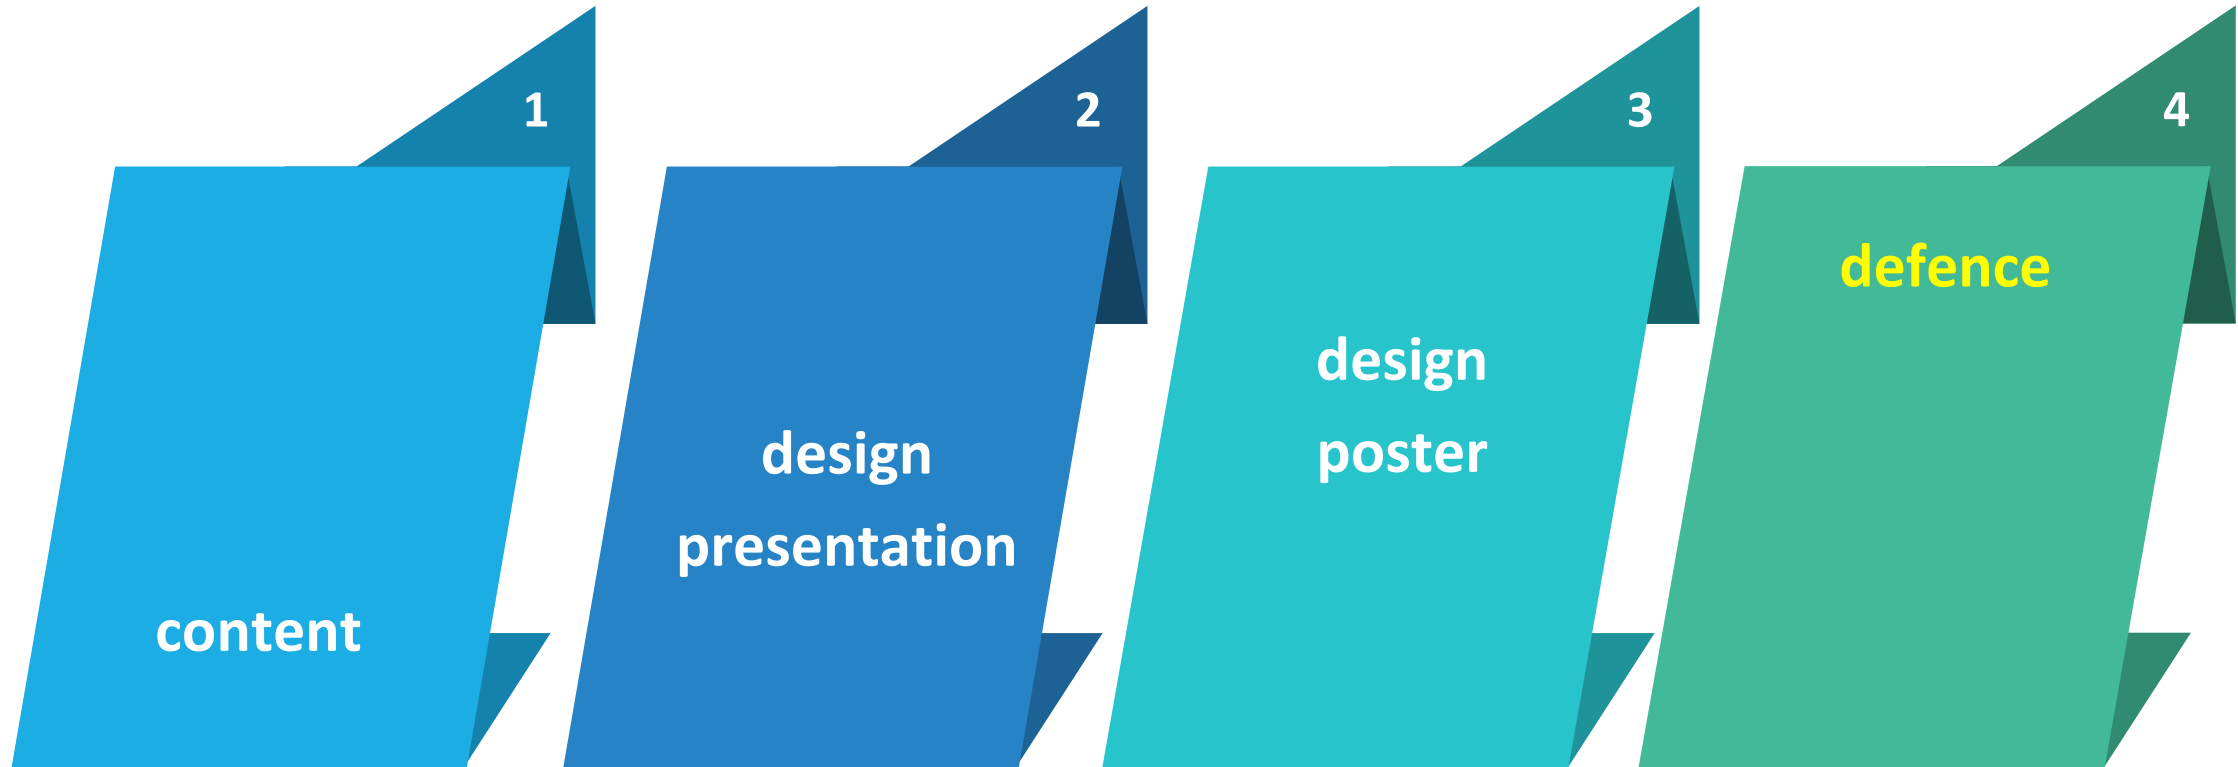 1
content
2
design
presentation
3
design
poster
4
defence